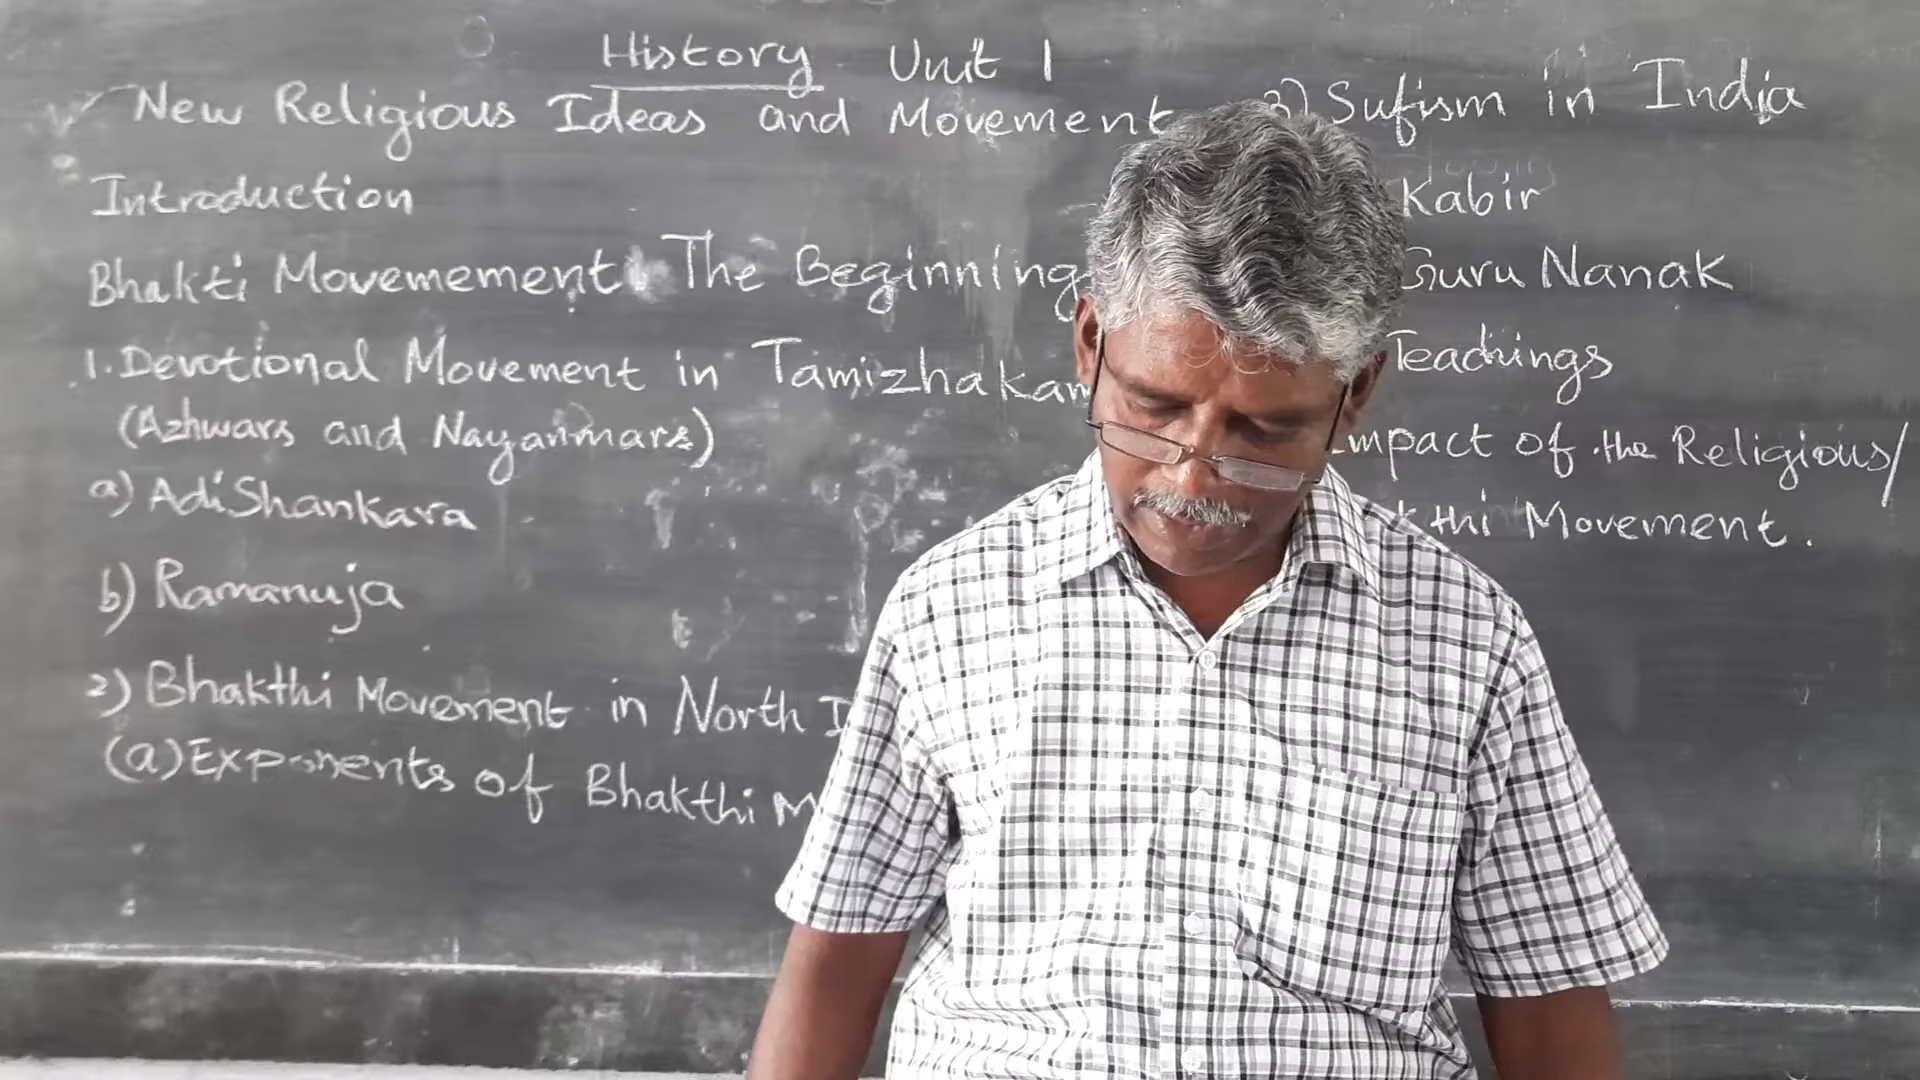 History Unit 1
New Religious Ideas and Movement
Introduction
Bhakti Movemement: The Beginning
1. Devotional Movement in Tamizhakam
(Azhwars and Nayanmars)
a) AdiShankara
b) Ramanuja
2) Bhakthi Movement in North I
(a) Exponents of Bhakthi M
3) Sufism in India
Kabir
Guru Nanak
Teachings
Impact of the Religious/
kthi Movement.